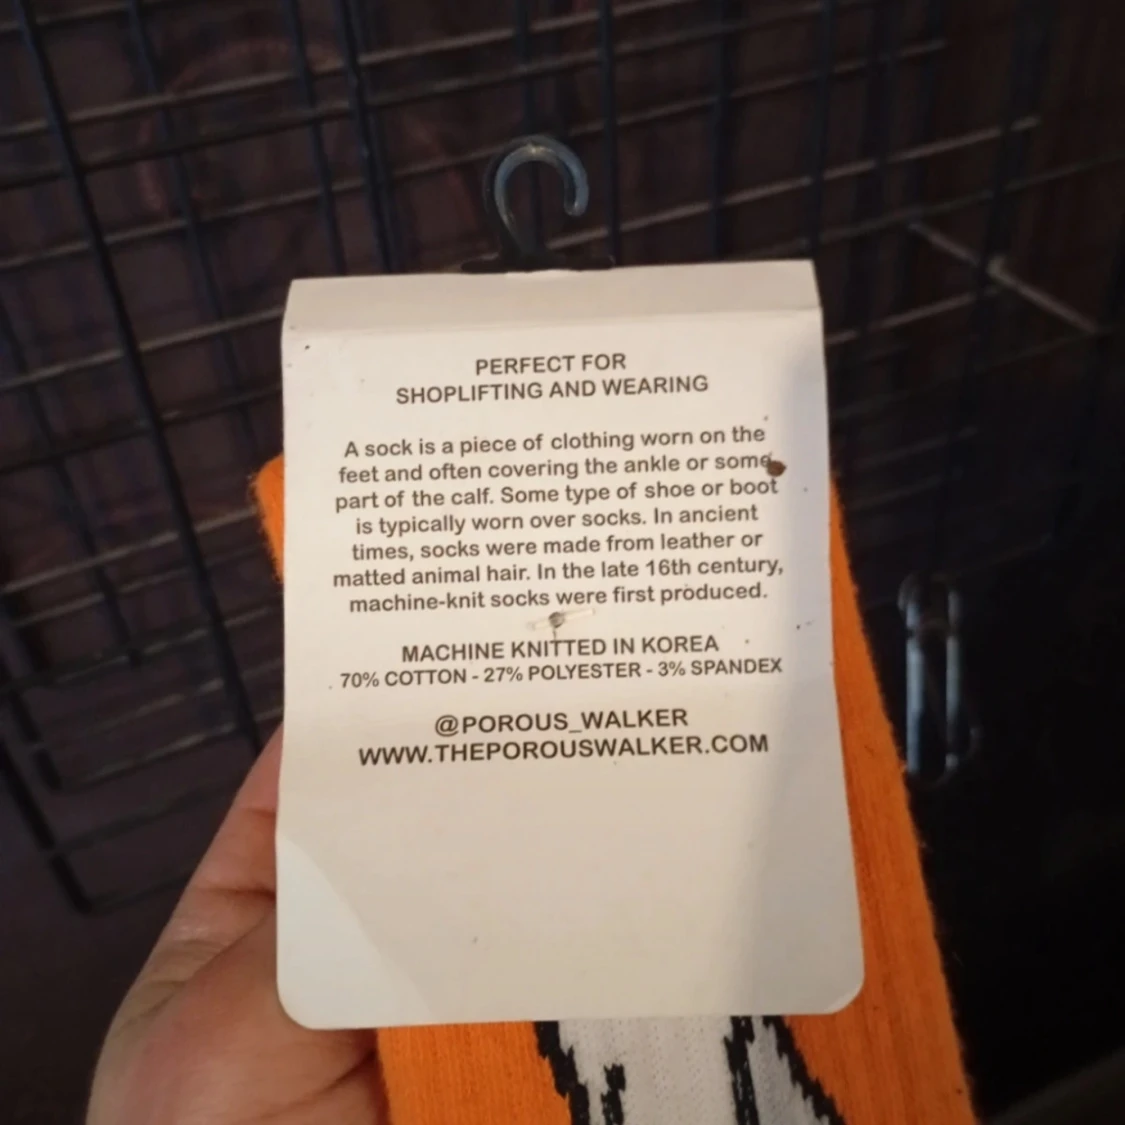 PERFECT FOR
SHOPLIFTING AND WEARING
A sock is a piece of clothing worn on the
feet and often covering the ankle or some
part of the calf. Some type of shoe or boot
is typically worn over socks. In ancient
times, socks were made from leather or
matted animal hair. In the late 16th century,
machine-knit socks were first produced.
MACHINE KNITTED IN KOREA
70% COTTON - 27% POLYESTER - 3% SPANDEX
@POROUS_WALKER
WWW.THEPOROUSWALKER.COM